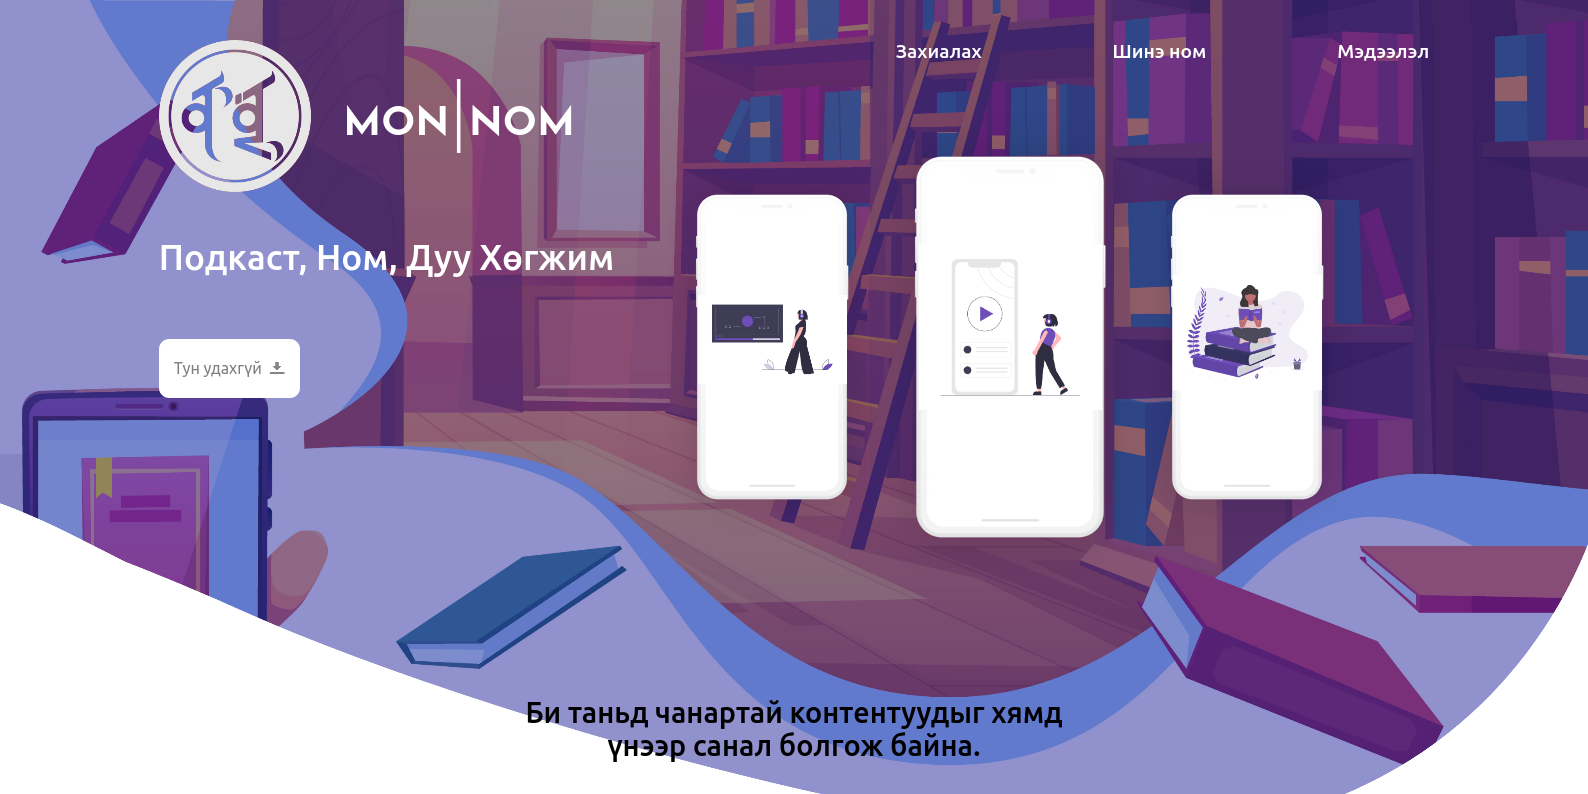 Захиалах
Шинэ ном
Мэдээлэл
MON|NOM
Подкаст, Ном, Дуу Хөгжим
Тун удахгүй
Би таньд чанартай контентуудыг хямд
үнээр санал болгож байна.